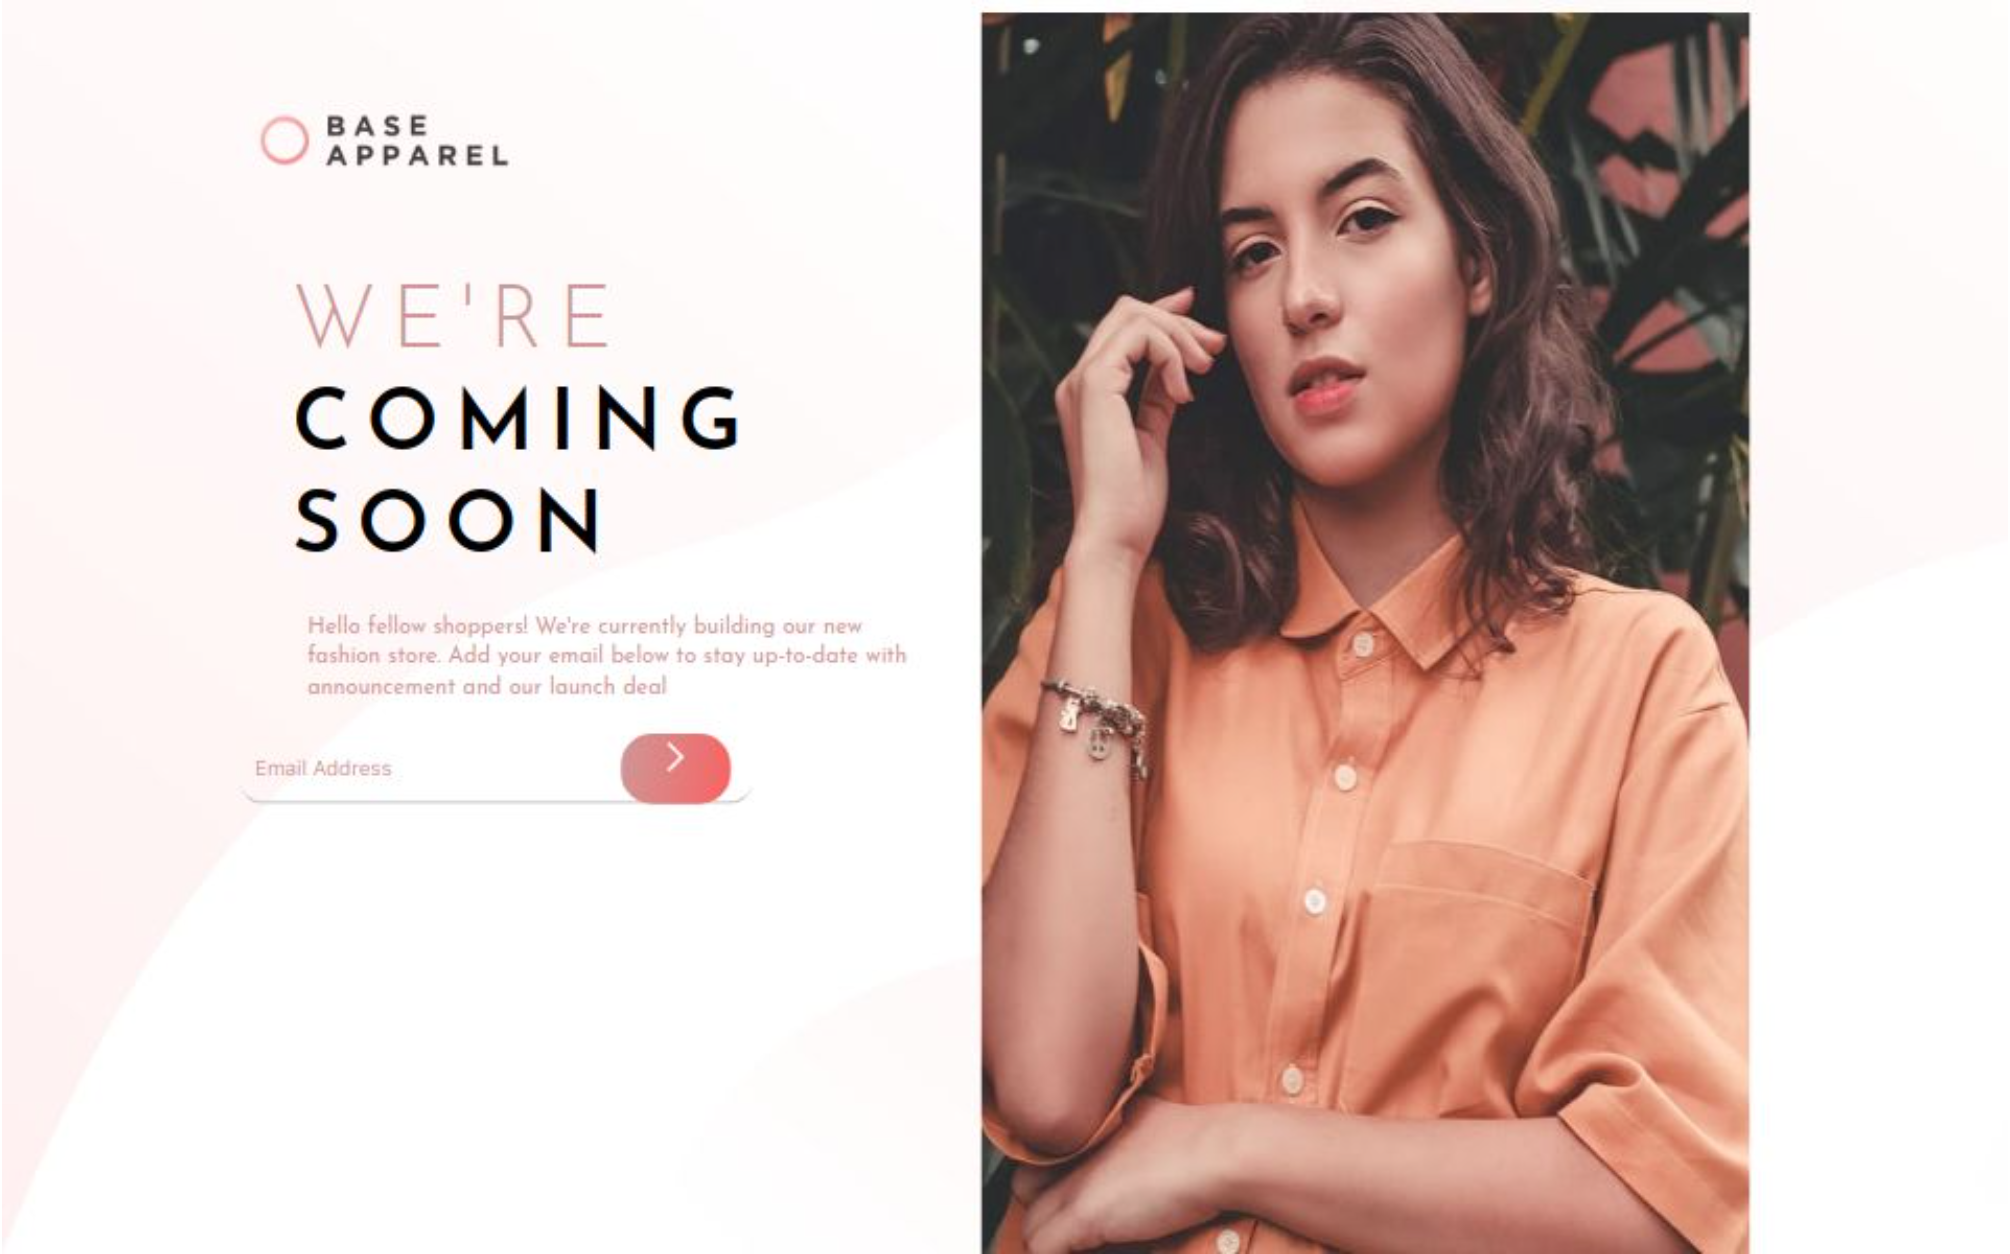 BASE
APPAREL
WE'RE
COMING
SOON
Hello fellow shoppers! We're currently building our new
fashion store. Add your email below to stay up-to-date with
announcement and our launch deal
Email Address